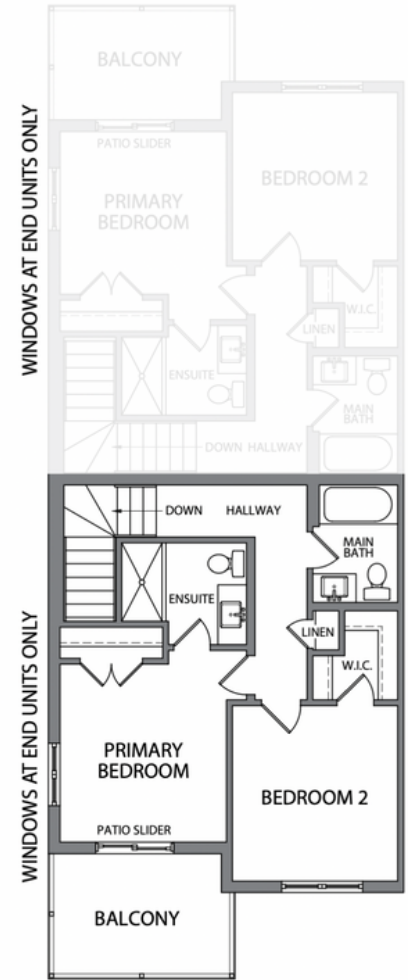 BALCONY
PATIO SLIDER
PRIMARY
BEDROOM
BEDROOM 2
W.I.C.
LINEN
ENSUITE
MAIN
BATH
DOWN HALLWAY
WINDOWS AT END UNITS ONLY
DOWN HALLWAY
MAIN
BATH
ENSUITE
LINEN
W.I.C.
PRIMARY
BEDROOM
BEDROOM 2
PATIO SLIDER
BALCONY
WINDOWS AT END UNITS ONLY